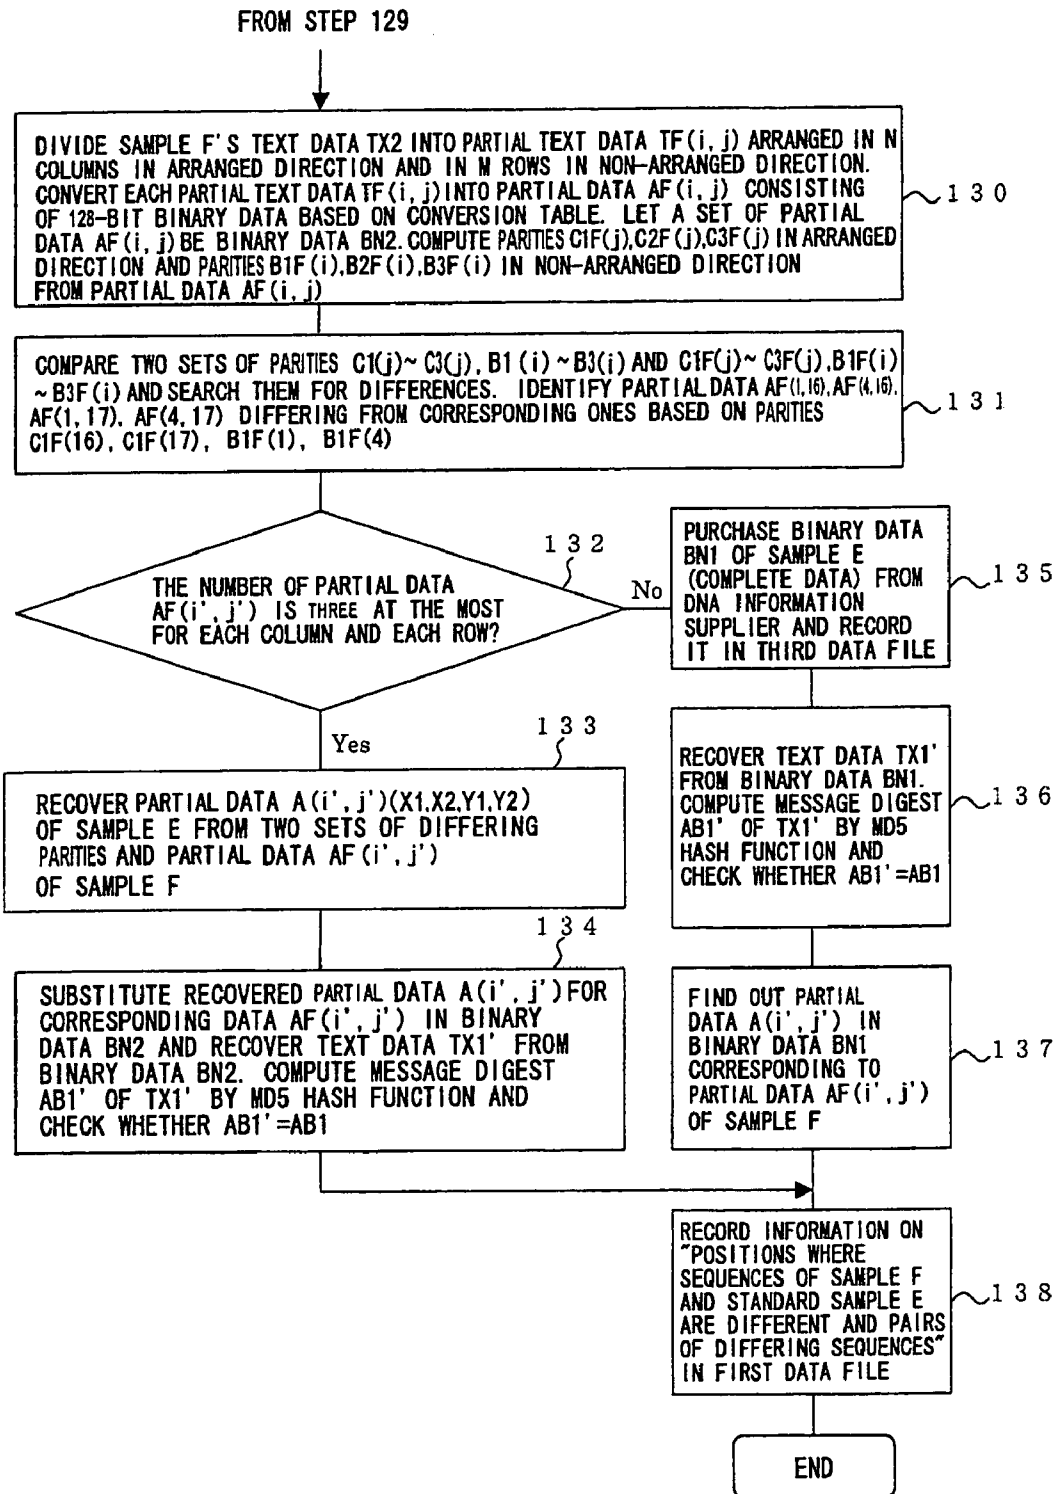 FROM STEP 129
DIVIDE SAMPLE F'S TEXT DATA TX2 INTO PARTIAL TEXT DATA TF(i, j) ARRANGED IN N
COLUMNS IN ARRANGED DIRECTION AND IN M ROWS IN NON-ARRANGED DIRECTION.
CONVERT EACH PARTIAL TEXT DATA TF(i, j) INTO PARTIAL DATA AF(i, j) CONSISTING
OF 128-BIT BINARY DATA BASED ON CONVERSION TABLE. LET A SET OF PARTIAL
DATA AF(i, j) BE BINARY DATA BN2. COMPUTE PARITIES C1F(j),C2F(j),C3F(j) IN ARRANGED
DIRECTION AND PARITIES B1F(i),B2F(i),B3F(i) IN NON-ARRANGED DIRECTION
FROM PARTIAL DATA AF(i, j)
130
COMPARE TWO SETS OF PARITIES C1(j)~ C3(j), B1(i) ~B3(i) AND C1F(j)~ C3F(j),B1F(i)
~B3F(i) AND SEARCH THEM FOR DIFFERENCES. IDENTIFY PARTIAL DATA AF(1,16),AF(4,16),
AF(1, 17), AF(4, 17) DIFFERING FROM CORRESPONDING ONES BASED ON PARITIES
C1F(16), C1F(17), B1F(1), B1F(4)
131
132
THE NUMBER OF PARTIAL DATA
AF(i', j') IS THREE AT THE MOST
FOR EACH COLUMN AND EACH ROW?
No
PURCHASE BINARY DATA
BN1 OF SAMPLE E
(COMPLETE DATA) FROM
DNA INFORMATION
SUPPLIER AND RECORD
IT IN THIRD DATA FILE
135
Yes
133
RECOVER PARTIAL DATA A(i', j')(X1,X2,Y1,Y2)
OF SAMPLE E FROM TWO SETS OF DIFFERING
PARITIES AND PARTIAL DATA AF(i', j')
OF SAMPLE F
RECOVER TEXT DATA TX1'
FROM BINARY DATA BN1.
COMPUTE MESSAGE DIGEST
AB1' OF TX1' BY MD5
HASH FUNCTION AND
CHECK WHETHER AB1'=AB1
136
134
SUBSTITUTE RECOVERED PARTIAL DATA A(i', j') FOR
CORRESPONDING DATA AF(i', j') IN BINARY
DATA BN2 AND RECOVER TEXT DATA TX1' FROM
BINARY DATA BN2. COMPUTE MESSAGE DIGEST
AB1' OF TX1' BY MD5 HASH FUNCTION AND
CHECK WHETHER AB1'=AB1
FIND OUT PARTIAL
DATA A(i', j') IN
BINARY DATA BN1
CORRESPONDING TO
PARTIAL DATA AF(i', j')
OF SAMPLE F
137
RECORD INFORMATION ON
"POSITIONS WHERE
SEQUENCES OF SAMPLE F
AND STANDARD SAMPLE E
ARE DIFFERENT AND PAIRS
OF DIFFERING SEQUENCES"
IN FIRST DATA FILE
138
END